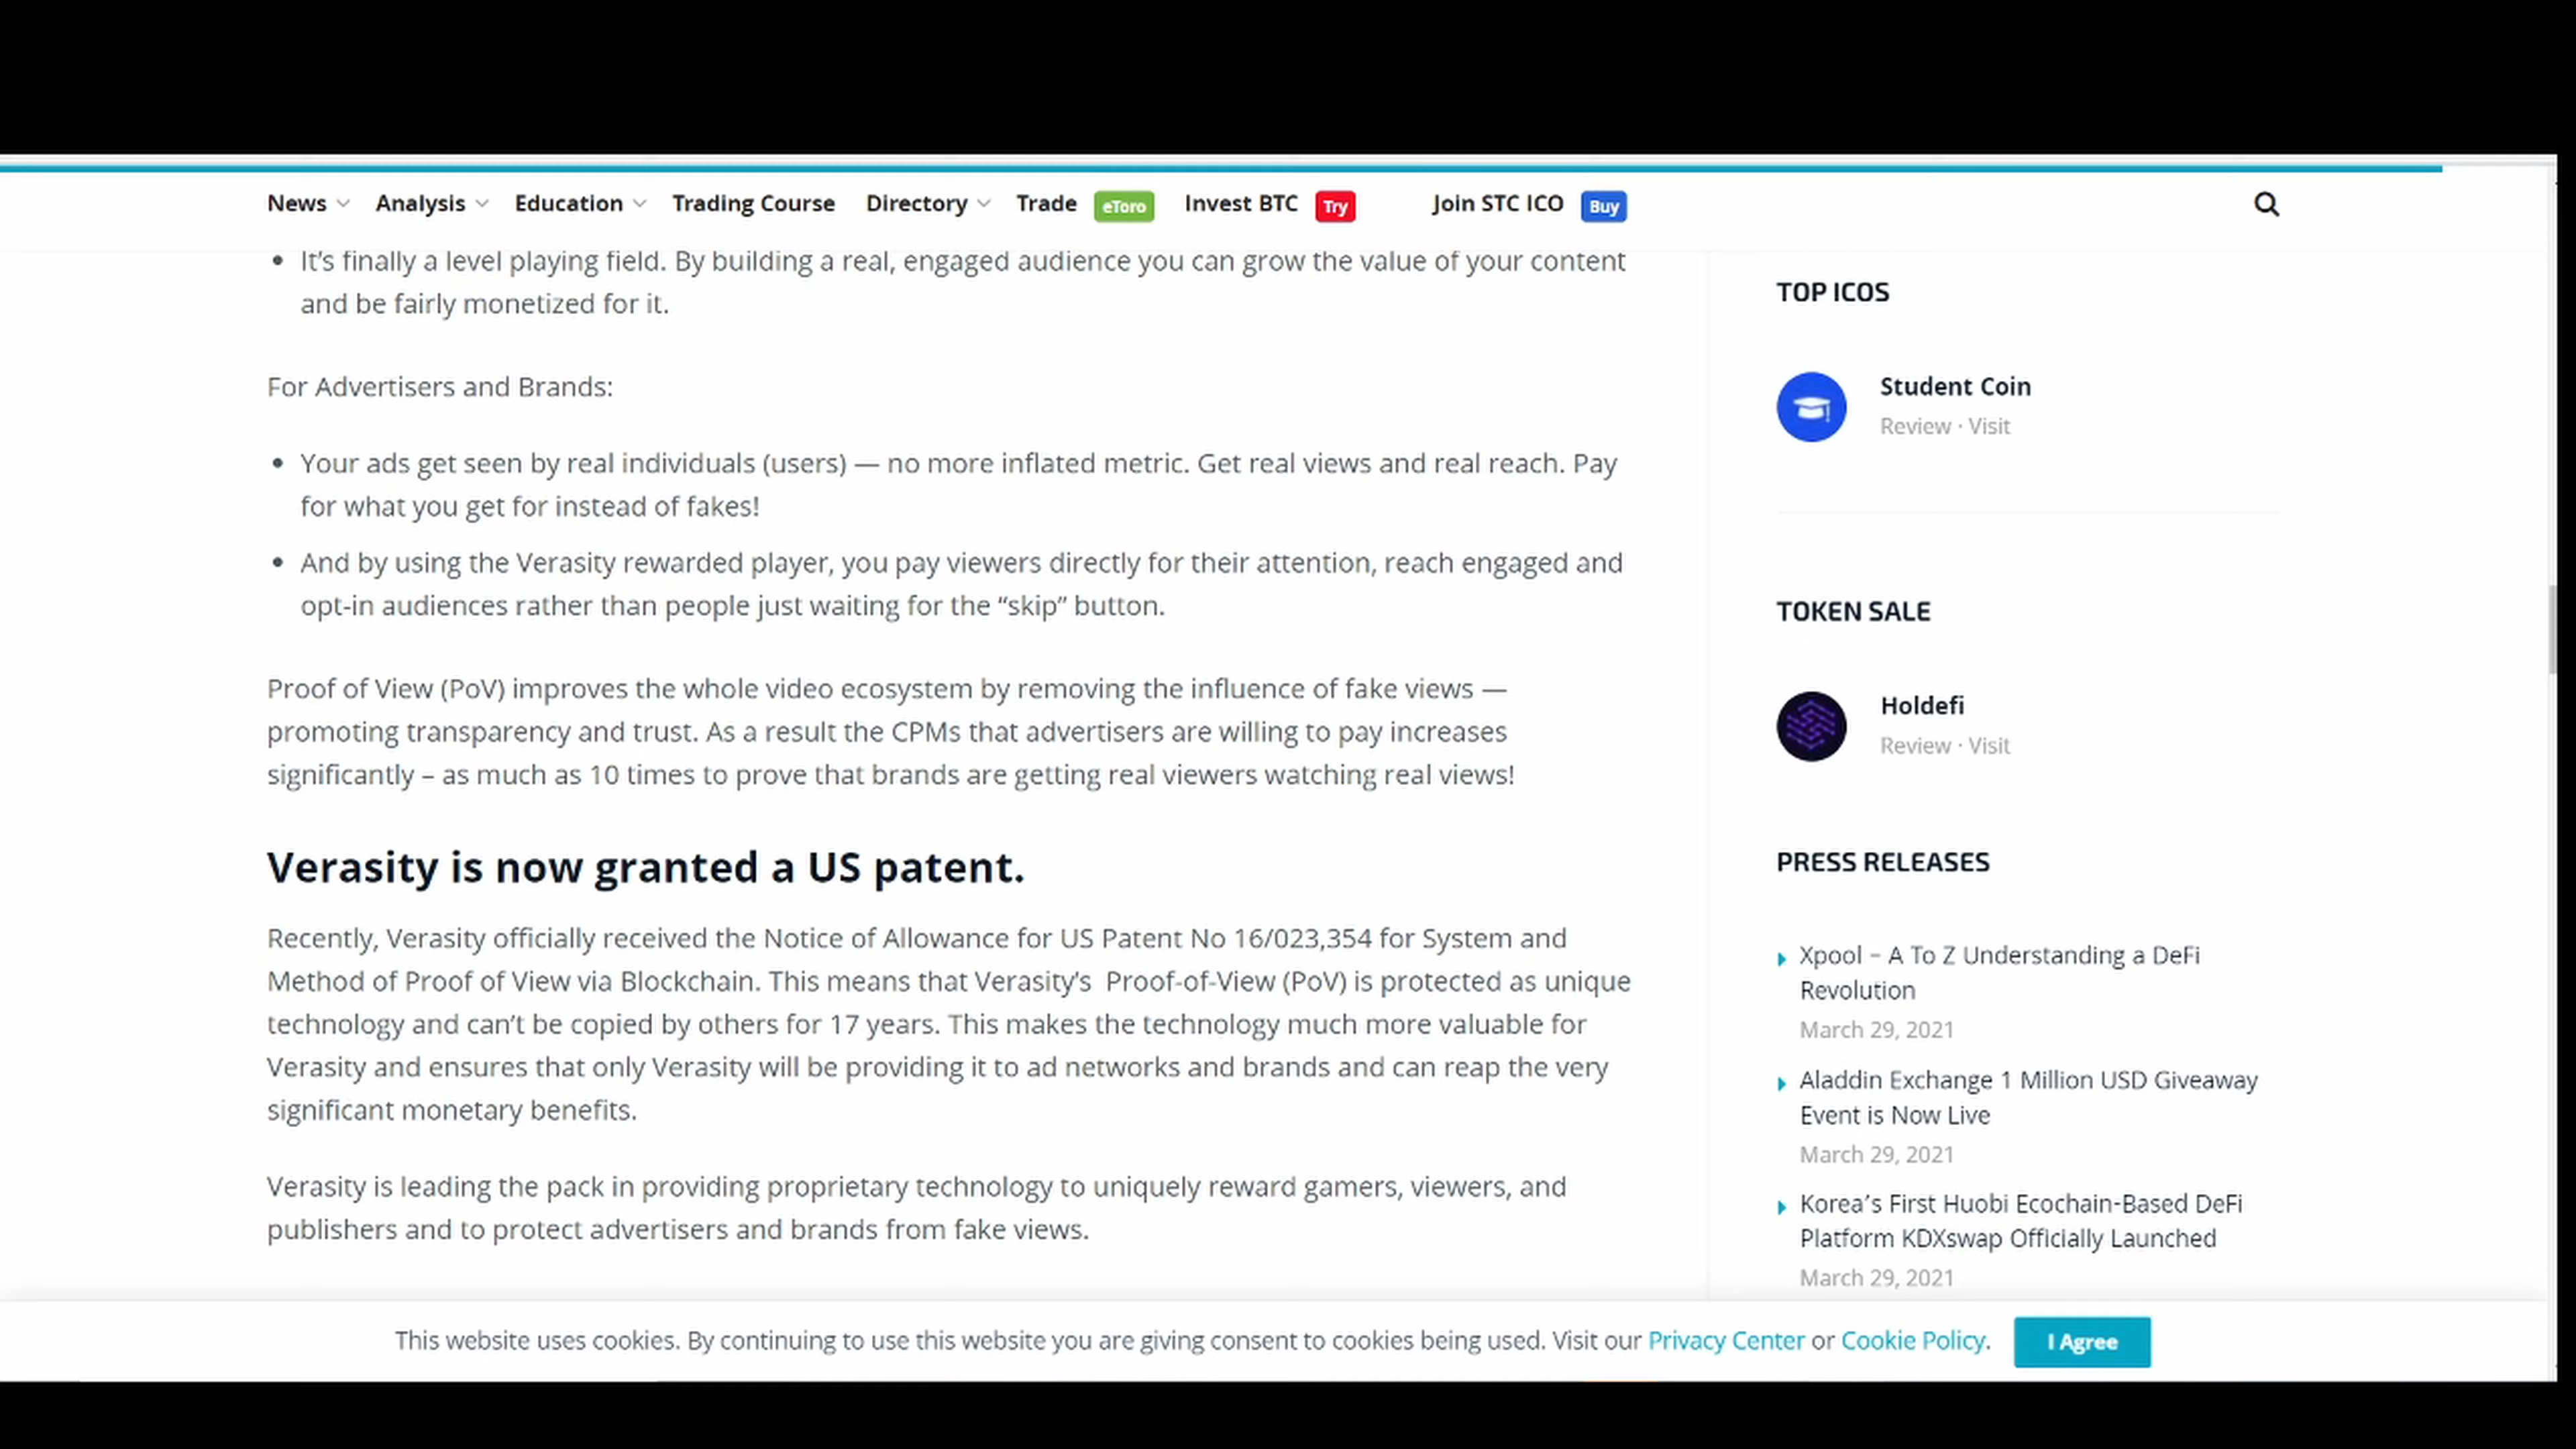 News Analysis Education Trading Course Directory Trade eToro Invest BTC Try Join STC ICO Buy
It’s finally a level playing field. By building a real, engaged audience you can grow the value of your content
and be fairly monetized for it.
For Advertisers and Brands:
Your ads get seen by real individuals (users) — no more inflated metric. Get real views and real reach. Pay
for what you get for instead of fakes!
And by using the Verasity rewarded player, you pay viewers directly for their attention, reach engaged and
opt-in audiences rather than people just waiting for the “skip” button.
Proof of View (PoV) improves the whole video ecosystem by removing the influence of fake views —
promoting transparency and trust. As a result the CPMs that advertisers are willing to pay increases
significantly – as much as 10 times to prove that brands are getting real viewers watching real views!
Verasity is now granted a US patent.
Recently, Verasity officially received the Notice of Allowance for US Patent No 16/023,354 for System and
Method of Proof of View via Blockchain. This means that Verasity’s  Proof-of-View (PoV) is protected as unique
technology and can’t be copied by others for 17 years. This makes the technology much more valuable for
Verasity and ensures that only Verasity will be providing it to ad networks and brands and can reap the very
significant monetary benefits.
Verasity is leading the pack in providing proprietary technology to uniquely reward gamers, viewers, and
publishers and to protect advertisers and brands from fake views.
TOP ICOS
Student Coin
Review · Visit
TOKEN SALE
Holdefi
Review · Visit
PRESS RELEASES
Xpool – A To Z Understanding a DeFi
Revolution
March 29, 2021
Aladdin Exchange 1 Million USD Giveaway
Event is Now Live
March 29, 2021
Korea’s First Huobi Ecochain-Based DeFi
Platform KDXswap Officially Launched
March 29, 2021
This website uses cookies. By continuing to use this website you are giving consent to cookies being used. Visit our Privacy Center or Cookie Policy. I Agree